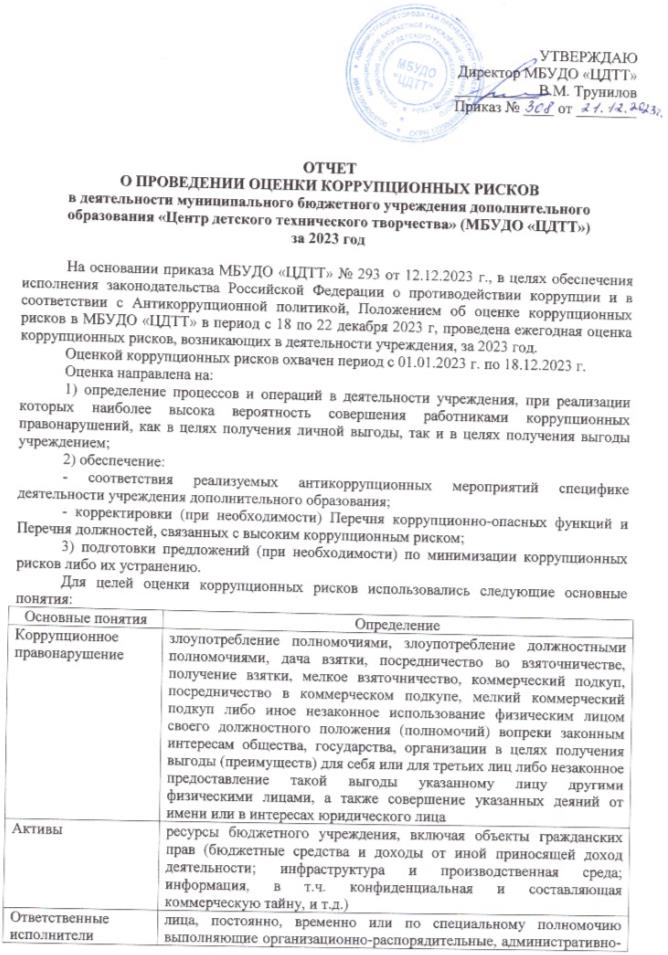 УТВЕРЖДАЮ
Директор МБУДО «ЦДТТ»
В.М. Трунилов
Приказ № 308 от 21.12.2023г.
МБУДО
"ЦДТТ"
ОТЧЕТ
О ПРОВЕДЕНИИ ОЦЕНКИ КОРРУПЦИОННЫХ РИСКОВ
в деятельности муниципального бюджетного учреждения дополнительного
образования «Центр детского технического творчества» (МБУДО «ЦДТТ»)
за 2023 год
На основании приказа МБУДО «ЦДТТ» № 293 от 12.12.2023 г., в целях обеспечения
исполнения законодательства Российской Федерации о противодействии коррупции и в
соответствии с Антикоррупционной политикой, Положением об оценке коррупционных
рисков в МБУДО «ЦДТТ» в период с 18 по 22 декабря 2023 г, проведена ежегодная оценка
коррупционных рисков, возникающих в деятельности учреждения, за 2023 год.
Оценкой коррупционных рисков охвачен период с 01.01.2023 г. по 18.12.2023 г.
Оценка направлена на:
1) определение процессов и операций в деятельности учреждения, при реализации
которых наиболее высока вероятность совершения работниками коррупционных
правонарушений, как в целях получения личной выгоды, так и в целях получения выгоды
учреждением;
2) обеспечение:
- соответствия реализуемых антикоррупционных мероприятий специфике
деятельности учреждения дополнительного образования;
- корректировки (при необходимости) Перечня коррупционно-опасных функций и
Перечня должностей, связанных с высоким коррупционным риском;
3) подготовки предложений (при необходимости) по минимизации коррупционных
рисков либо их устранению.
Для целей оценки коррупционных рисков использовались следующие основные
понятия:
Основные понятия Определение
Коррупционное
правонарушение
злоупотребление полномочиями, злоупотребление должностными
полномочиями, дача взятки, посредничество во взяточничестве,
получение взятки, мелкое взяточничество, коммерческий подкуп,
посредничество в коммерческом подкупе, мелкий коммерческий
подкуп либо иное незаконное использование физическим лицом
своего должностного положения (полномочий) вопреки законным
интересам общества, государства, организации в целях получения
выгоды (преимуществ) для себя или для третьих лиц либо незаконное
предоставление такой выгоды указанному лицу другими
физическими лицами, а также совершение указанных деяний от
имени или в интересах юридического лица
Активы
ресурсы бюджетного учреждения, включая объекты гражданских
прав (бюджетные средства и доходы от иной приносящей доход
деятельности; инфраструктура и производственная среда;
информация, в т.ч. конфиденциальная и составляющая
коммерческую тайну, и т.д.)
Ответственные
исполнители
лица, постоянно, временно или по специальному полномочию
выполняющие организационно-распорядительные, административно-